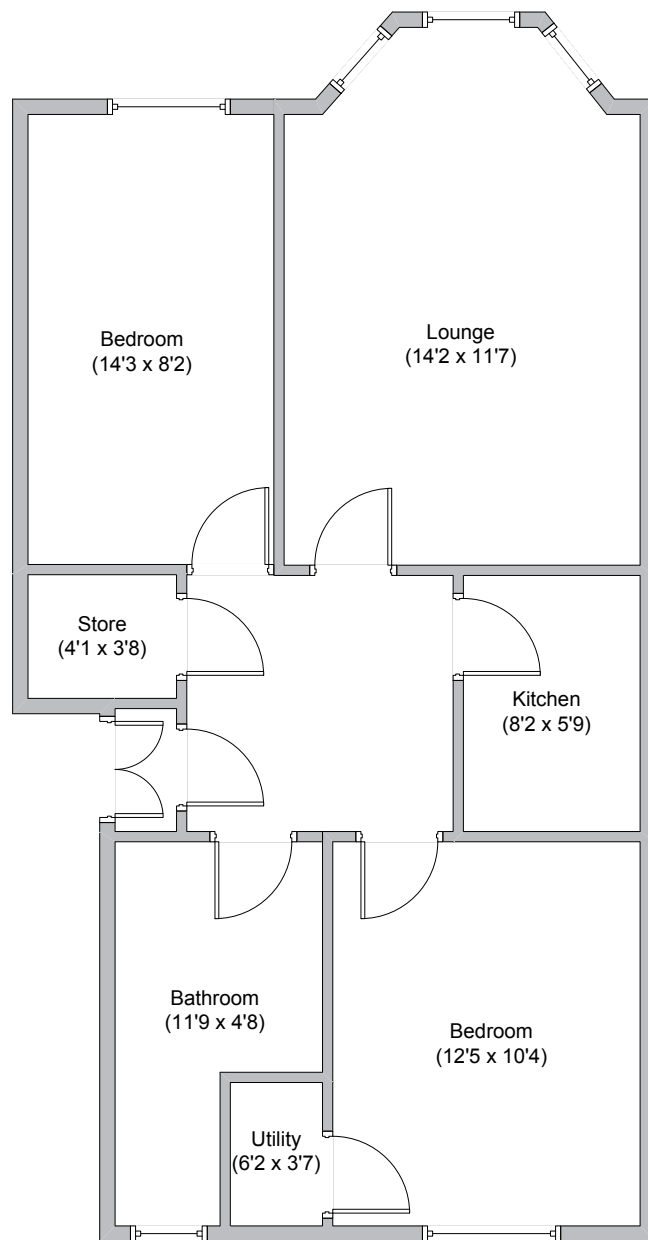 Bedroom
(14'3 x 8'2)
Lounge
(14'2 x 11'7)
Store
(4'1 x 3'8)
Kitchen
(8'2 x 5'9)
Bathroom
(11'9 x 4'8)
Bedroom
(12'5 x 10'4)
Utility
(6'2 x 3'7)